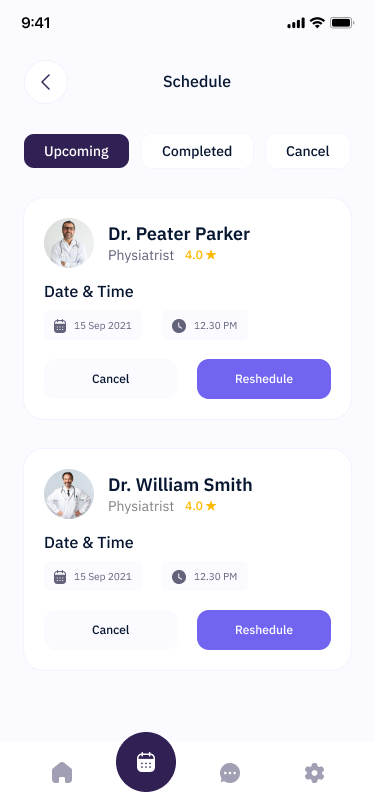 9:41
Schedule
Upcoming Completed Cancel
Dr. Peater Parker
Physiatrist 4.0
Date & Time
15 Sep 2021 12.30 PM
Cancel Reshedule
Dr. William Smith
Physiatrist 4.0
Date & Time
15 Sep 2021 12.30 PM
Cancel Reshedule